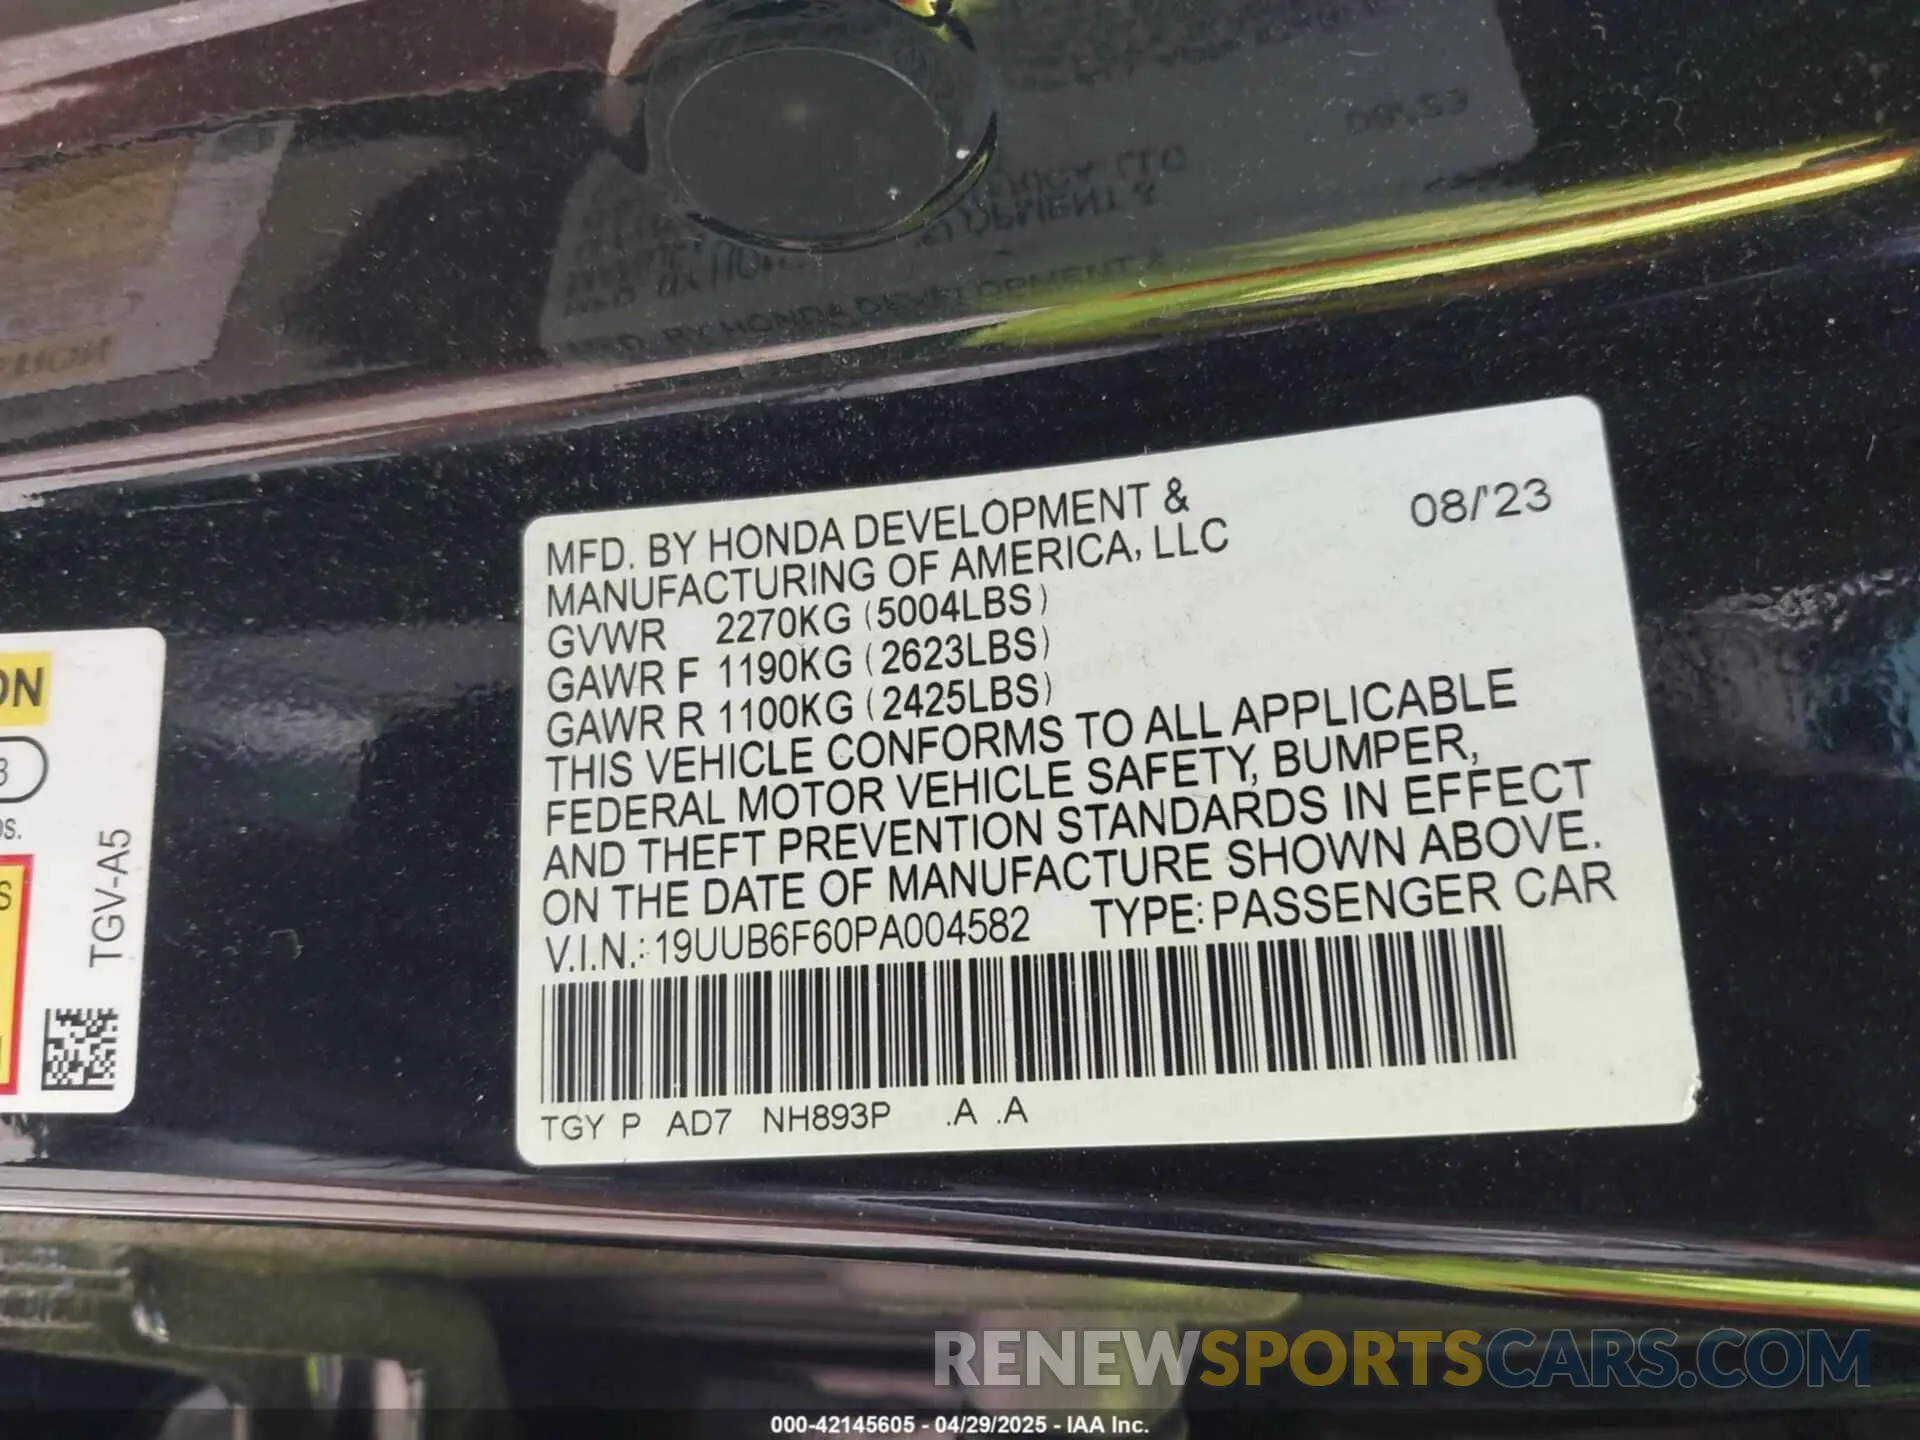 MFD. BY HONDA DEVELOPMENT &
MANUFACTURING OF AMERICA, LLC
08/'23
GVWR 2270KG (5004LBS)
GAWR F 1190KG (2623LBS)
GAWR R 1100KG (2425LBS)
THIS VEHICLE CONFORMS TO ALL APPLICABLE
FEDERAL MOTOR VEHICLE SAFETY, BUMPER,
AND THEFT PREVENTION STANDARDS IN EFFECT
ON THE DATE OF MANUFACTURE SHOWN ABOVE.
V.I.N.: 19UUB6F60PA004582 TYPE: PASSENGER CAR
TGY P AD7 NH893P .A .A
TGV-A5
RENEWSPORTSCARS.COM
000-42145605 - 04/29/2025 - IAA Inc.